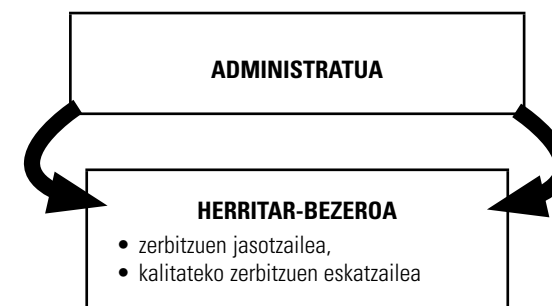 ADMINISTRATUA
HERRITAR-BEZEROA
• zerbitzuen jasotzailea,
• kalitateko zerbitzuen eskatzailea